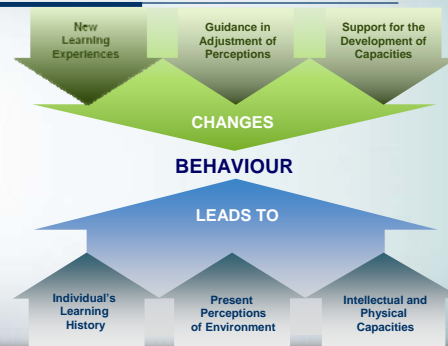 New
Learning
Experiences
Guidance in
Adjustment of
Perceptions
Support for the
Development of
Capacities
CHANGES
BEHAVIOUR
LEADS TO
Individual's
Learning
History
Present
Perceptions
of Environment
Intellectual and
Physical
Capacities